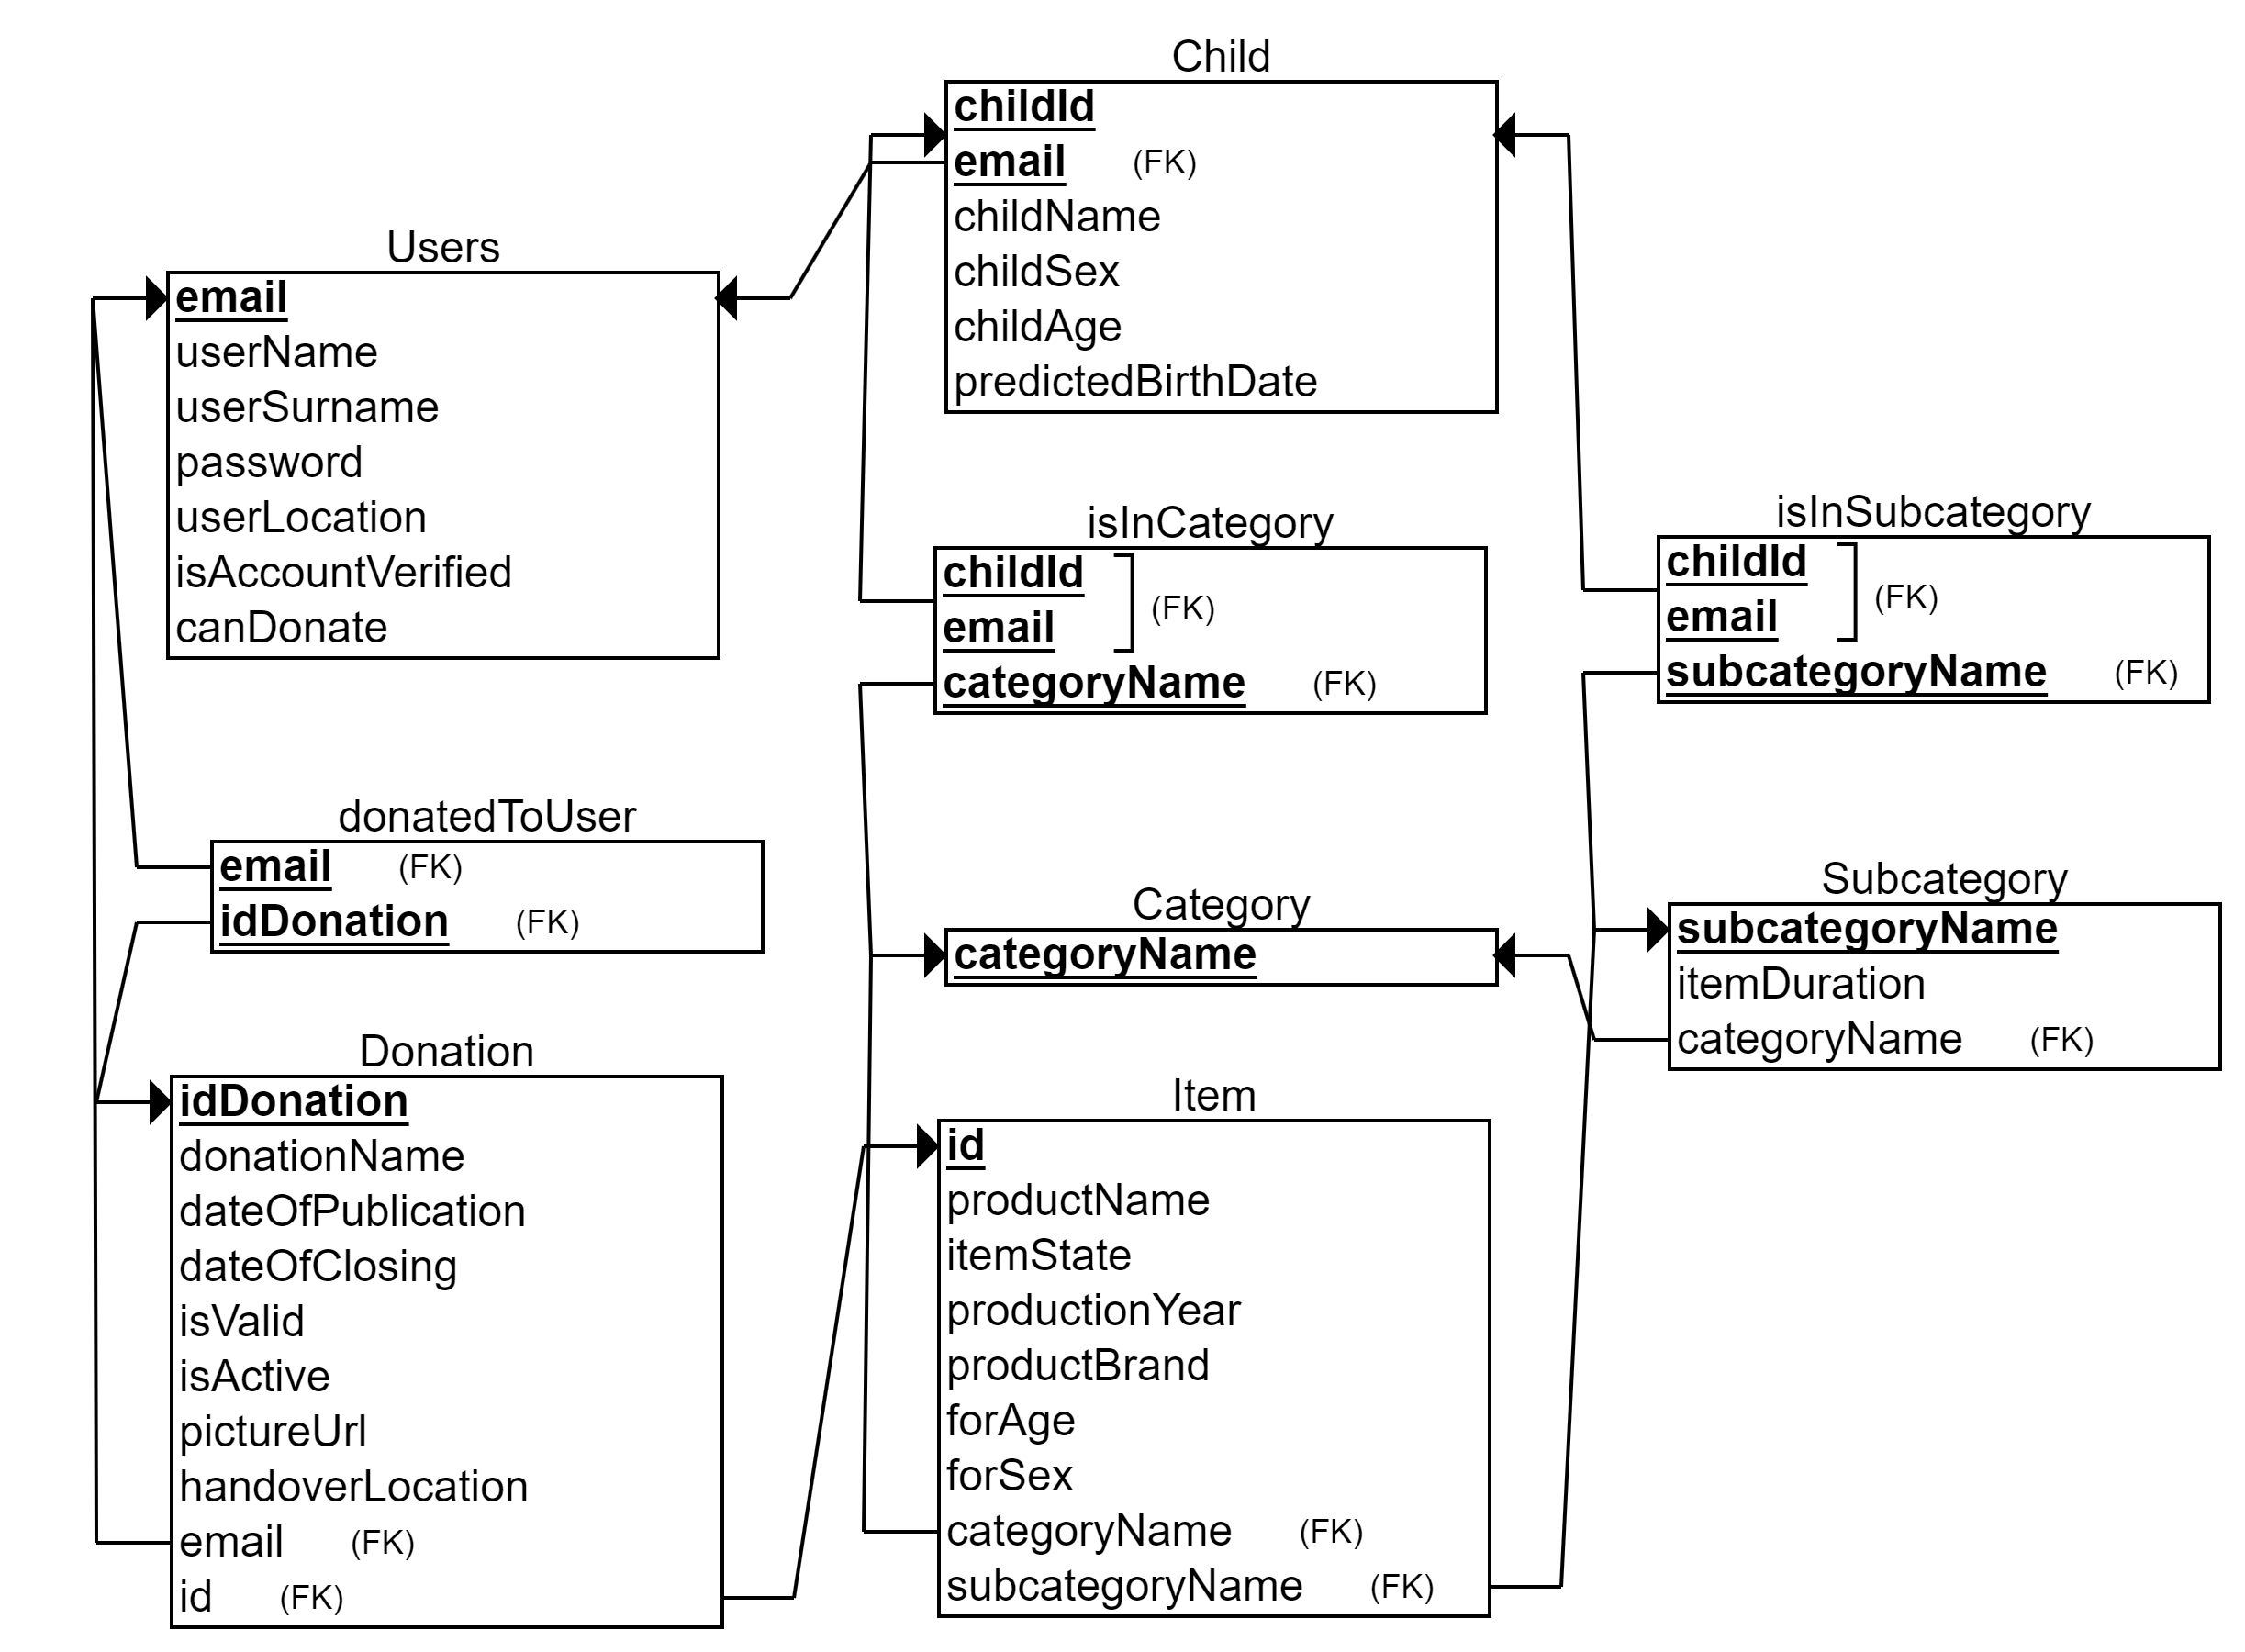 Child
childId
email (FK)
childName
childSex
childAge
predictedBirthDate
Users
email
userName
userSurname
password
userLocation
isAccountVerified
canDonate
isInCategory
childId
(FK)
email
categoryName (FK)
isInSubcategory
childId
(FK)
email
subcategoryName (FK)
donatedToUser
email (FK)
idDonation (FK)
Category
categoryName
Subcategory
subcategoryName
itemDuration
categoryName (FK)
Donation
idDonation
donationName
dateOfPublication
dateOfClosing
isValid
isActive
pictureUrl
handoverLocation
email (FK)
id (FK)
Item
id
productName
itemState
productionYear
productBrand
forAge
forSex
categoryName (FK)
subcategoryName (FK)